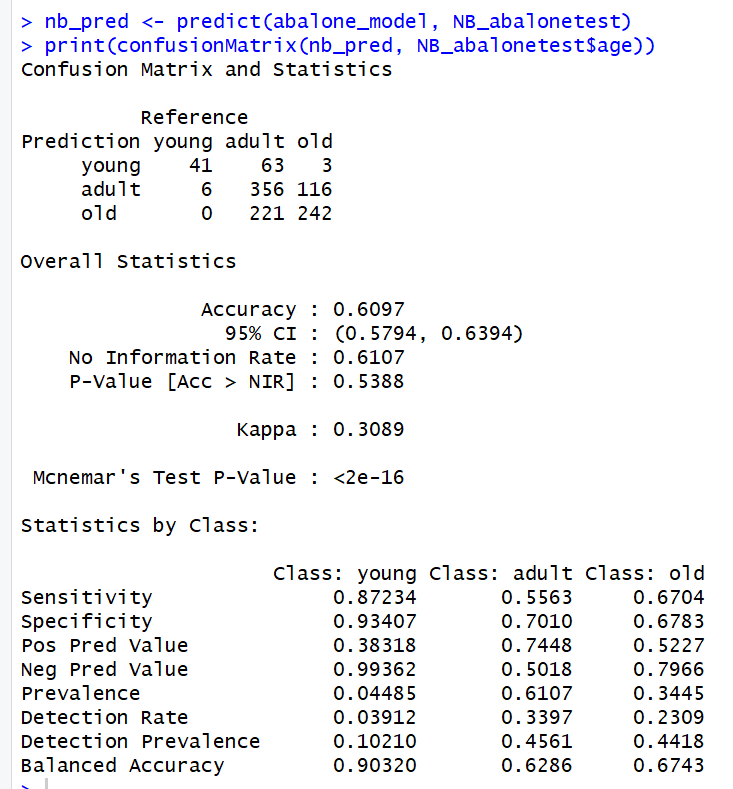 > nb_pred <- predict(abalone_model, NB_abalonetest)
> print(confusionMatrix(nb_pred, NB_abalonetest$age))
Confusion Matrix and Statistics

          Reference
Prediction young adult old
     young    41    63   3
     adult     6   356 116
     old       0   221 242

Overall Statistics

               Accuracy : 0.6097
                 95% CI : (0.5794, 0.6394)
    No Information Rate : 0.6107
    P-Value [Acc > NIR] : 0.5388

                  Kappa : 0.3089

 Mcnemar's Test P-Value : <2e-16

Statistics by Class:

                     Class: young Class: adult Class: old
Sensitivity               0.87234       0.5563     0.6704
Specificity               0.93407       0.7010     0.6783
Pos Pred Value            0.38318       0.7448     0.5227
Neg Pred Value            0.99362       0.5018     0.7966
Prevalence                0.04485       0.6107     0.3445
Detection Rate            0.03912       0.3397     0.2309
Detection Prevalence      0.10210       0.4561     0.4418
Balanced Accuracy         0.90320       0.6286     0.6743
>